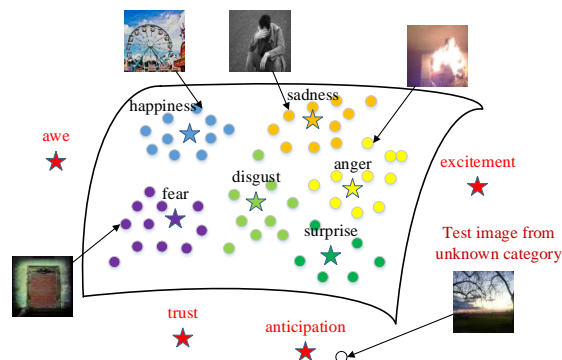 happiness
sadness
awe
anger
excitement
disgust
fear
surprise
Test image from
unknown category
trust
anticipation